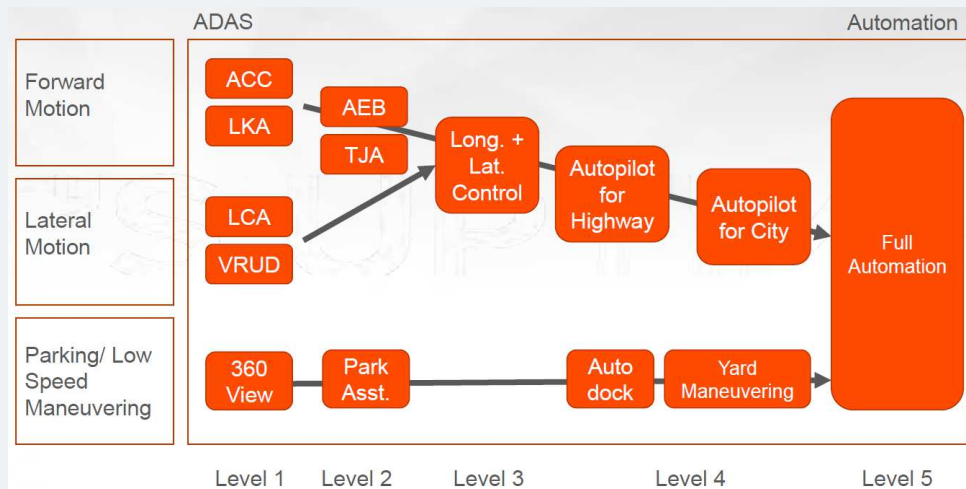 ADAS
Automation
Forward
Motion
Lateral
Motion
Parking/ Low
Speed
Maneuvering
ACC
LKA
AEB
TJA
LCA
VRUD
Long. +
Lat.
Control
Autopilot
for
Highway
Autopilot
for City
Full
Automation
360
View
Park
Asst.
Auto
dock
Yard
Maneuvering
Level 1
Level 2
Level 3
Level 4
Level 5